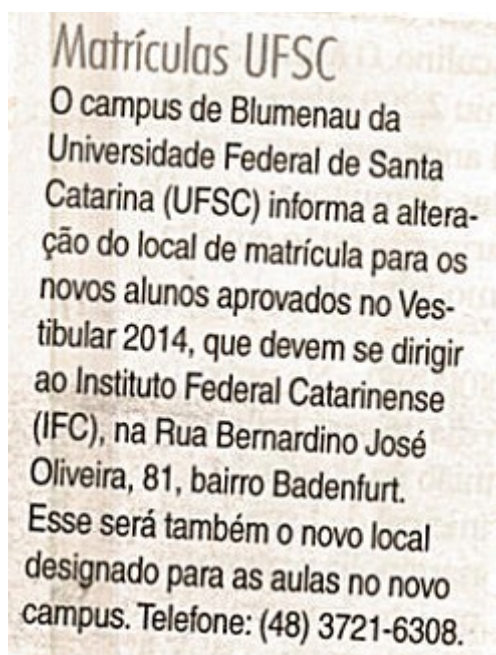 Matrículas UFSC
O campus de Blumenau da
Universidade Federal de Santa
Catarina (UFSC) informa a altera-
ção do local de matrícula para os
novos alunos aprovados no Ves-
tibular 2014, que devem se dirigir
ao Instituto Federal Catarinense
(IFC), na Rua Bernardino José
Oliveira, 81, bairro Badenfurt.
Esse será também o novo local
designado para as aulas no novo
campus. Telefone: (48) 3721-6308.